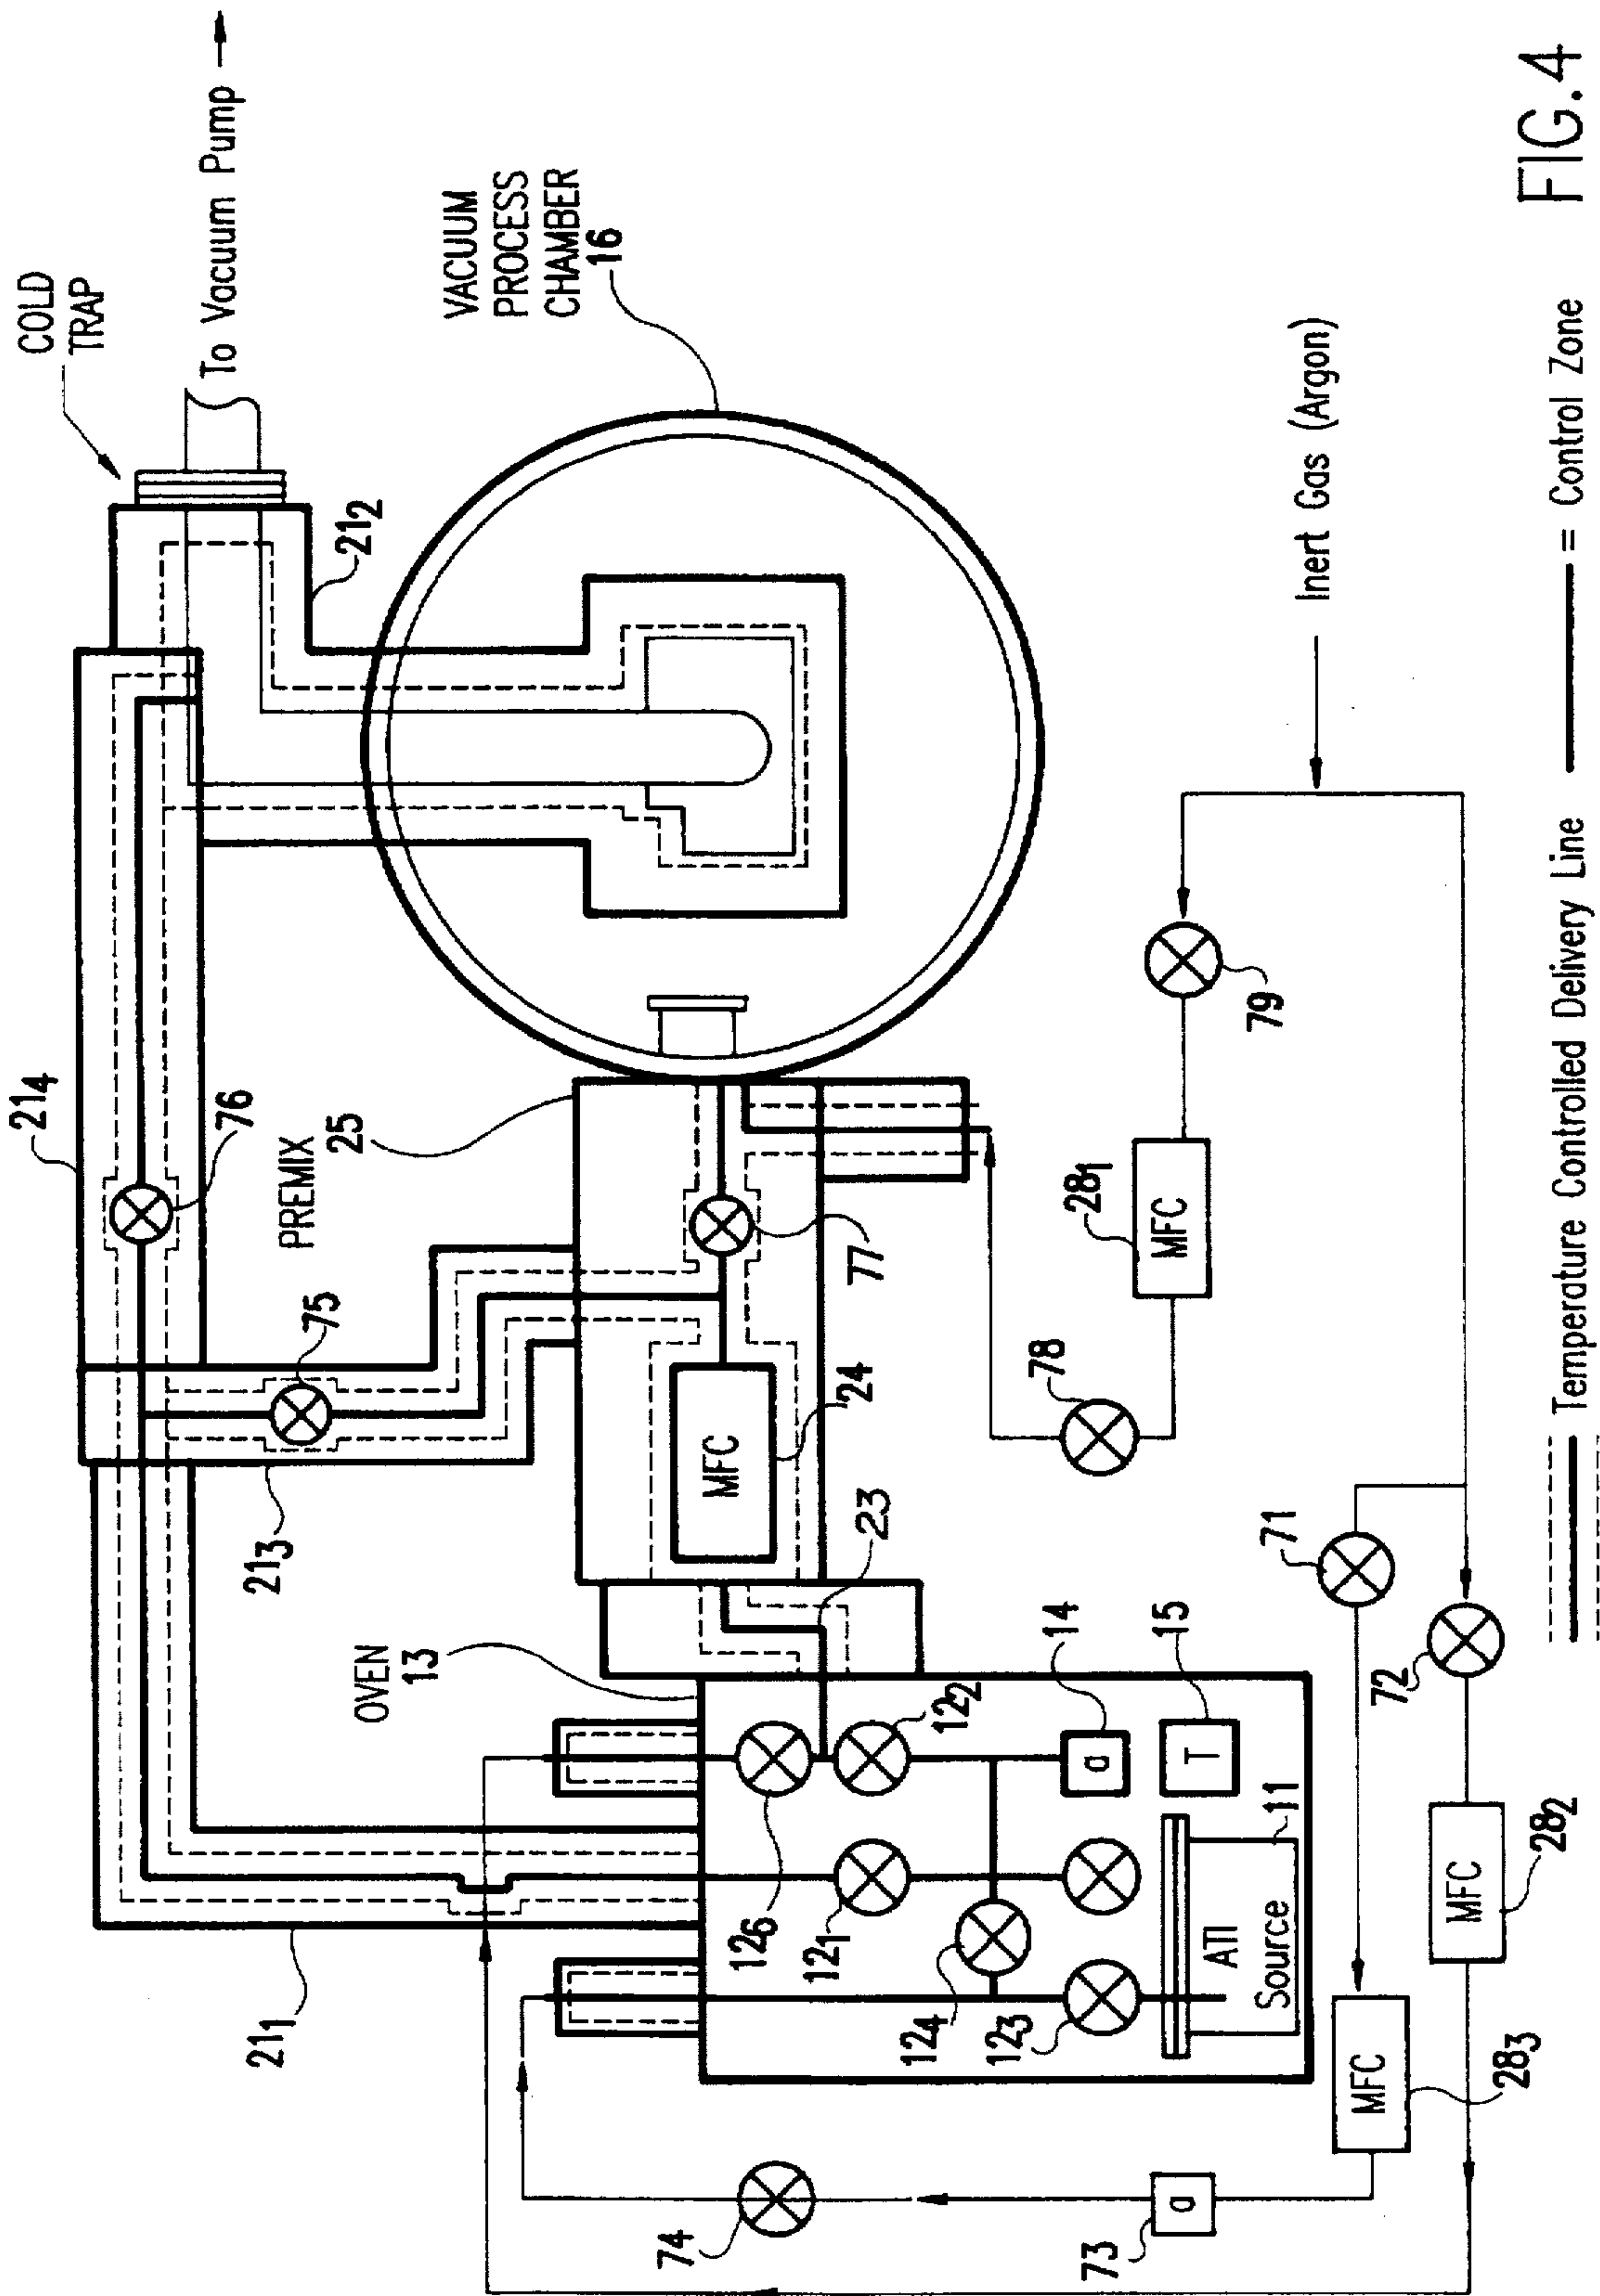 COLD
TRAP
To Vacuum Pump
21₄
21₂
76
VACUUM
PROCESS
CHAMBER
16
PREMIX
25
75
21₃
77
MFC
24
23
21₁
OVEN
13
12₆
12₂
12₁
12₄
12₃
a
14
T
15
ATI
Source
11
74
73
a
78
28₁
MFC
79
Inert Gas (Argon)
71
72
MFC
28₃
MFC
28₂
Temperature Controlled Delivery Line
= Control Zone
FIG.4